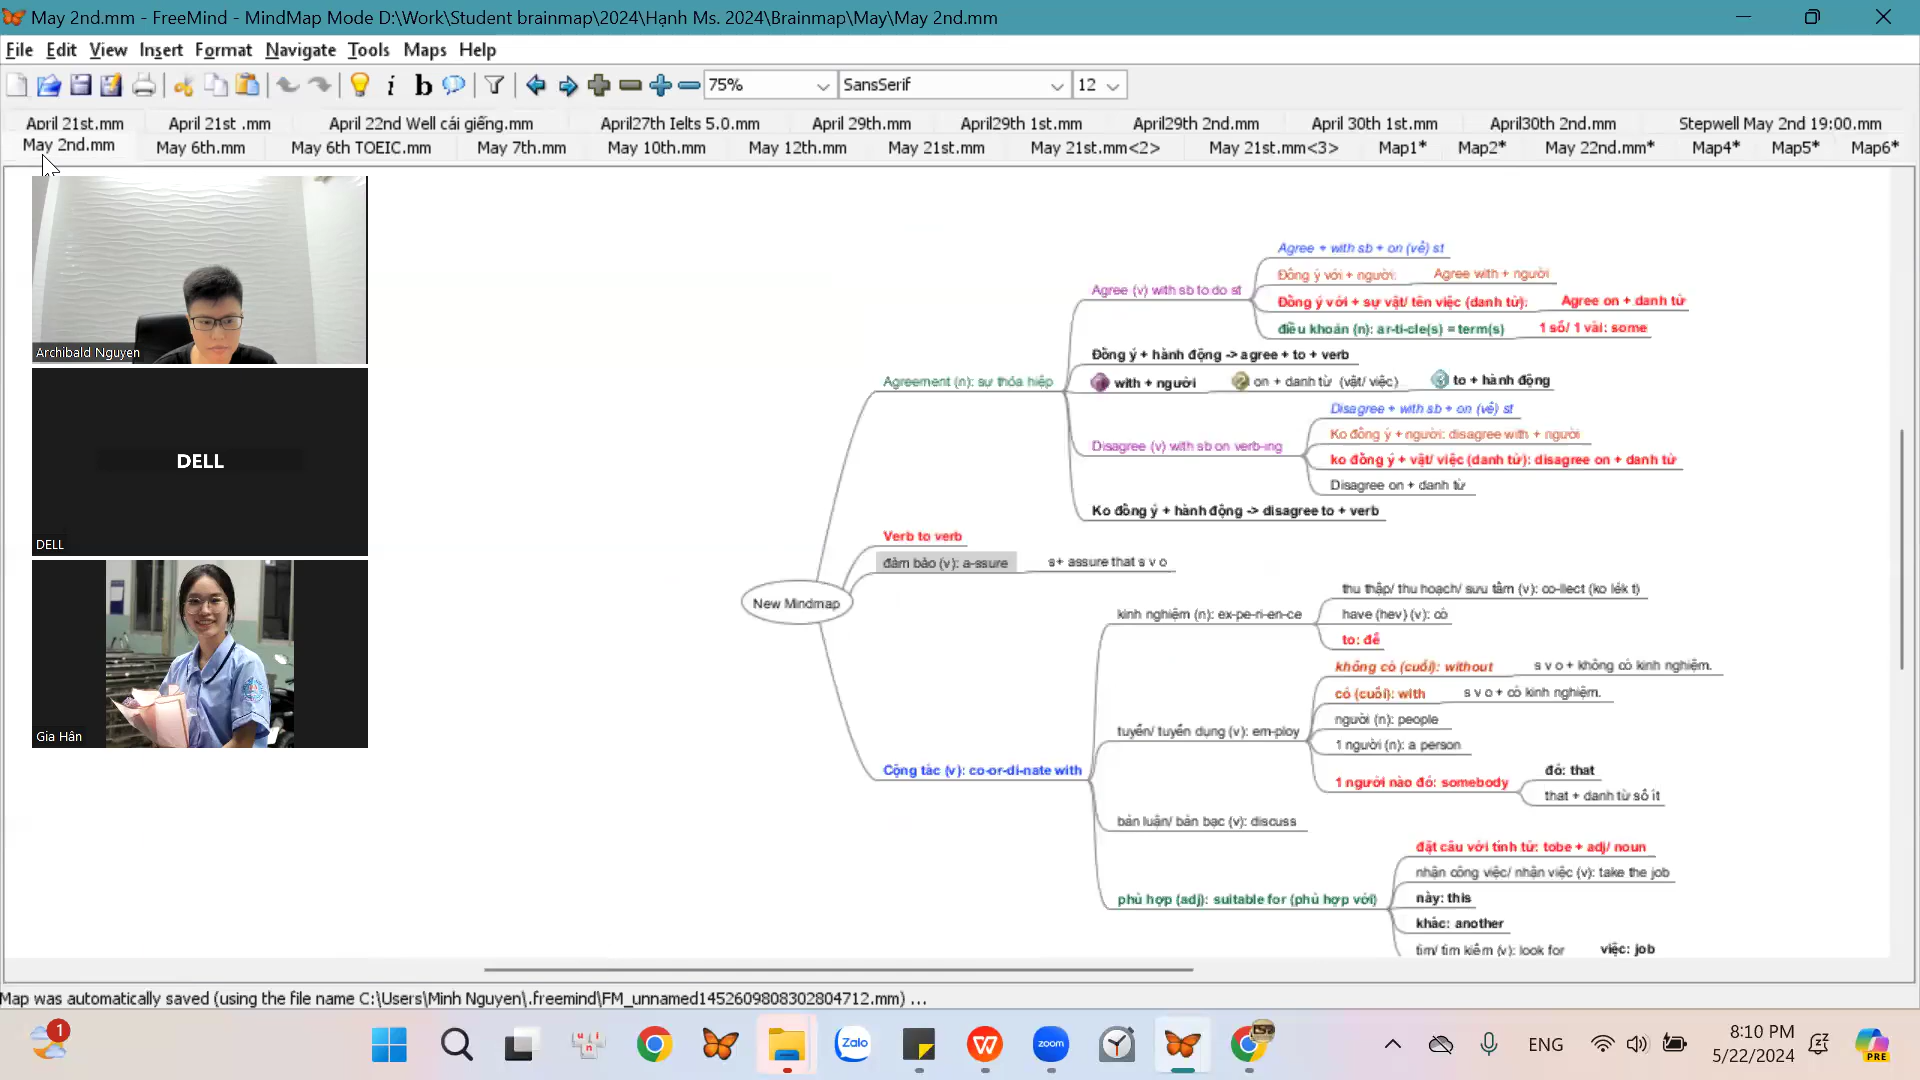 May 2nd.mm - FreeMind - MindMap Mode D:\Work\Student brainmap\2024\Hạnh Ms. 2024\Brainmap\May\May 2nd.mm
File Edit View Insert Format Navigate Tools Maps Help
75% SansSerif 12
April 21st.mm April 21st .mm April 22nd Well cái giếng.mm April27th Ielts 5.0.mm April 29th.mm April29th 1st.mm April29th 2nd.mm April 30th 1st.mm April30th 2nd.mm Stepwell May 2nd 19:00.mm
May 2nd.mm May 6th.mm May 6th TOEIC.mm May 7th.mm May 10th.mm May 12th.mm May 21st.mm May 21st.mm<2> May 21st.mm<3> Map1* Map2* May 22nd.mm* Map4* Map5* Map6*
Archibald Nguyen
DELL
DELL
Gia Hân
New Mindmap
Agreement (n): sự thỏa hiệp
Agree (v) with sb to do st
Agree + with sb + on (về) st
Đồng ý với + người: Agree with + người
Đồng ý với + sự vật/ tên việc (danh từ): Agree on + danh từ
điều khoản (n): ar-ti-cle(s) = term(s) 1 số/ 1 vài: some
Đồng ý + hành động -> agree + to + verb
with + người on + danh từ (vật/ việc) to + hành động
Disagree (v) with sb on verb-ing
Disagree + with sb + on (về) st
Ko đồng ý + người: disagree with + người
ko đồng ý + vật/ việc (danh từ): disagree on + danh từ
Disagree on + danh từ
Ko đồng ý + hành động -> disagree to + verb
Verb to verb
đảm bảo (v): a-ssure s+ assure that s v o
Cộng tác (v): co-or-di-nate with
kinh nghiệm (n): ex-pe-ri-en-ce
thu thập/ thu hoạch/ sưu tầm (v): co-llect (ko lék t)
have (hev) (v): có
to: để
tuyển/ tuyển dụng (v): em-ploy
không có (cuối): without s v o + không có kinh nghiệm.
có (cuối): with s v o + có kinh nghiệm.
người (n): people
1 người (n): a person
1 người nào đó: somebody
đó: that
that + danh từ số ít
bàn luận/ bàn bạc (v): discuss
phù hợp (adj): suitable for (phù hợp với)
đặt câu với tính từ: tobe + adj/ noun
nhận công việc/ nhận việc (v): take the job
này: this
khác: another
tìm/ tìm kiếm (v): look for việc: job
Map was automatically saved (using the file name C:\Users\Minh Nguyen\.freemind\FM_unnamed1452609808302804712.mm) ...
1
Zalo
zoom
ENG
8:10 PM
5/22/2024
PRE